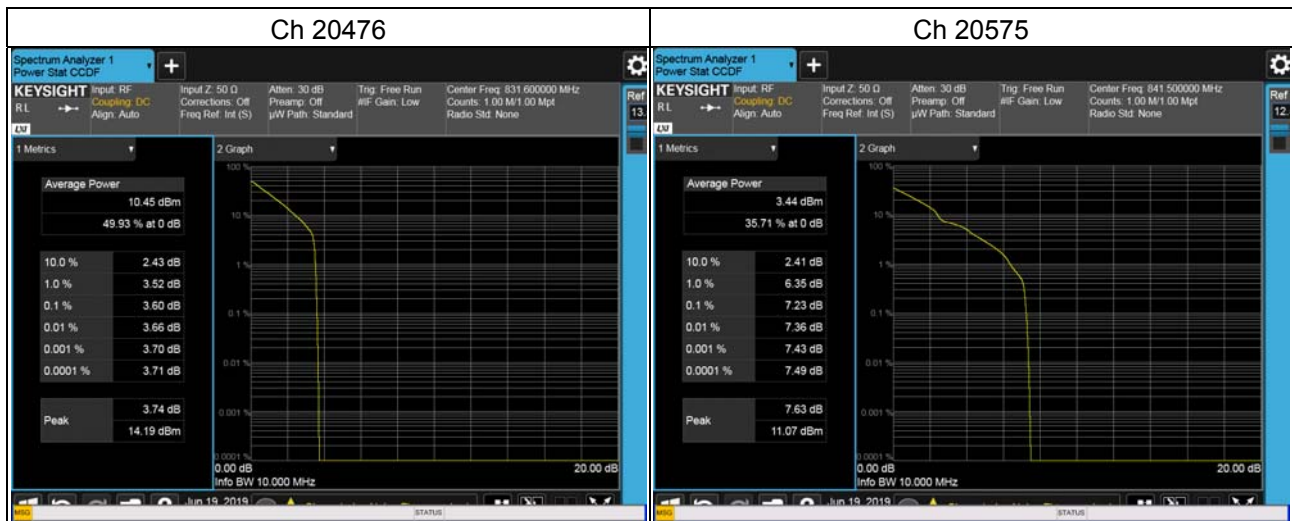 Ch 20476
Spectrum Analyzer 1
Power Stat CCDF
KEYSIGHT
RL
LXI
Input: RF
Coupling: DC
Align: Auto
Input Z: 50 Ω
Corrections: Off
Freq Ref: Int (S)
Atten: 30 dB
Preamp: Off
µW Path: Standard
Trig: Free Run
#IF Gain: Low
Center Freq: 831.600000 MHz
Counts: 1.00 M/1.00 Mpt
Radio Std: None
Ref
13.
1 Metrics
Average Power
10.45 dBm
49.93 % at 0 dB
10.0 % 2.43 dB
1.0 % 3.52 dB
0.1 % 3.60 dB
0.01 % 3.66 dB
0.001 % 3.70 dB
0.0001 % 3.71 dB
Peak 3.74 dB
14.19 dBm
2 Graph
100 %
10 %
1 %
0.1 %
0.01 %
0.001 %
0.0001 %
0.00 dB 20.00 dB
Info BW 10.000 MHz
Jun 19, 2019
MSG STATUS
Ch 20575
Spectrum Analyzer 1
Power Stat CCDF
KEYSIGHT
RL
LXI
Input: RF
Coupling: DC
Align: Auto
Input Z: 50 Ω
Corrections: Off
Freq Ref: Int (S)
Atten: 30 dB
Preamp: Off
µW Path: Standard
Trig: Free Run
#IF Gain: Low
Center Freq: 841.500000 MHz
Counts: 1.00 M/1.00 Mpt
Radio Std: None
Ref
12.
1 Metrics
Average Power
3.44 dBm
35.71 % at 0 dB
10.0 % 2.41 dB
1.0 % 6.35 dB
0.1 % 7.23 dB
0.01 % 7.36 dB
0.001 % 7.43 dB
0.0001 % 7.49 dB
Peak 7.63 dB
11.07 dBm
2 Graph
100 %
10 %
1 %
0.1 %
0.01 %
0.001 %
0.0001 %
0.00 dB 20.00 dB
Info BW 10.000 MHz
Jun 19, 2019
MSG STATUS